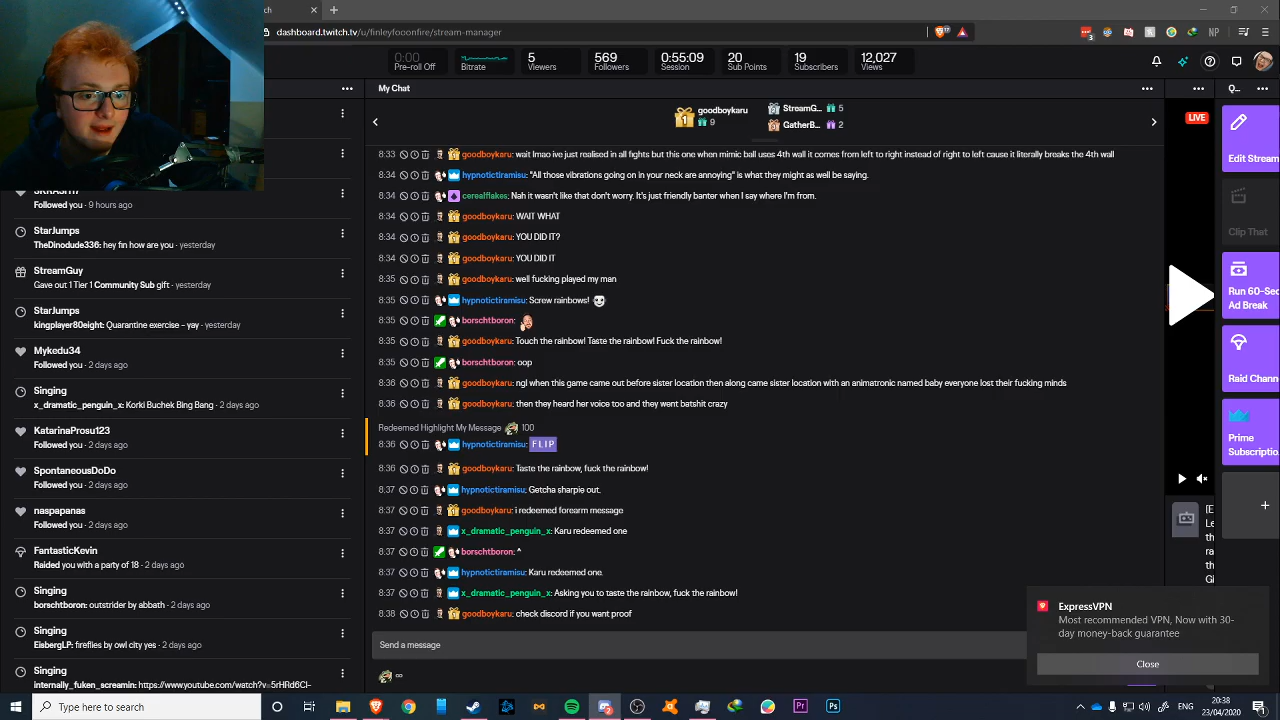 ch
dashboard.twitch.tv/u/finleyfooonfire/stream-manager
17
3
NP
0:00
Pre-roll Off
Bitrate
5
Viewers
569
Followers
0:55:09
Session
20
Sub Points
19
Subscribers
12,027
Views
My Chat
Q...
1
goodboykaru
9
StreamG... 5
GatherB... 2
LIVE
8:33 goodboykaru: wait lmao ive just realised in all fights but this one when mimic ball uses 4th wall it comes from left to right instead of right to left cause it literally breaks the 4th wall
8:34 hypnotictiramisu: "All those vibrations going on in your neck are annoying" is what they might as well be saying.
8:34 cerealflakes: Nah it wasn't like that don't worry. It's just friendly banter when I say where I'm from.
8:34 goodboykaru: WAIT WHAT
8:34 goodboykaru: YOU DID IT?
8:34 goodboykaru: YOU DID IT
8:35 goodboykaru: well fucking played my man
8:35 hypnotictiramisu: Screw rainbows!
8:35 borschtboron:
8:35 goodboykaru: Touch the rainbow! Taste the rainbow! Fuck the rainbow!
8:35 borschtboron: oop
8:36 goodboykaru: ngl when this game came out before sister location then along came sister location with an animatronic named baby everyone lost their fucking minds
8:36 goodboykaru: then they heard her voice too and they went batshit crazy
Redeemed Highlight My Message 100
8:36 hypnotictiramisu: F L I P
8:36 goodboykaru: Taste the rainbow, fuck the rainbow!
8:37 hypnotictiramisu: Getcha sharpie out.
8:37 goodboykaru: i redeemed forearm message
8:37 x_dramatic_penguin_x: Karu redeemed one
8:37 borschtboron: ^
8:37 hypnotictiramisu: Karu redeemed one.
8:37 x_dramatic_penguin_x: Asking you to taste the rainbow, fuck the rainbow!
8:38 goodboykaru: check discord if you want proof
Send a message
∞
Followed you · 9 hours ago
StarJumps
TheDinodude336: hey fin how are you · yesterday
StreamGuy
Gave out 1 Tier 1 Community Sub gift · yesterday
StarJumps
kingplayer80eight: Quarantine exercise - yay · yesterday
Mykedu34
Followed you · 2 days ago
Singing
x_dramatic_penguin_x: Korki Buchek Bing Bang · 2 days ago
KatarinaProsu123
Followed you · 2 days ago
SpontaneousDoDo
Followed you · 2 days ago
naspapanas
Followed you · 2 days ago
FantasticKevin
Raided you with a party of 18 · 2 days ago
Singing
borschtboron: outstrider by abbath · 2 days ago
Singing
EisbergLP: fireflies by owl city yes · 2 days ago
Singing
internally_fuken_screamin: https://www.youtube.com/watch?v=5rHRd6Cl-
Edit Stream
Clip That
Run 60-Sec
Ad Break
Raid Chann
Prime
Subscriptio
ExpressVPN
Most recommended VPN, Now with 30-
day money-back guarantee
Close
Type here to search
Pr
Ps
20:38
23/04/2020